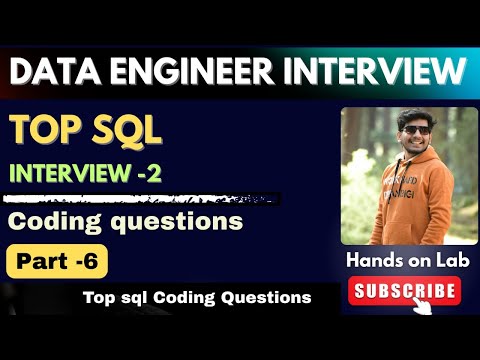 DATA ENGINEER INTERVIEW
TOP SQL
INTERVIEW -2
Coding questions
Part -6
Top sql Coding Questions
Hands on Lab
SUBSCRIBE